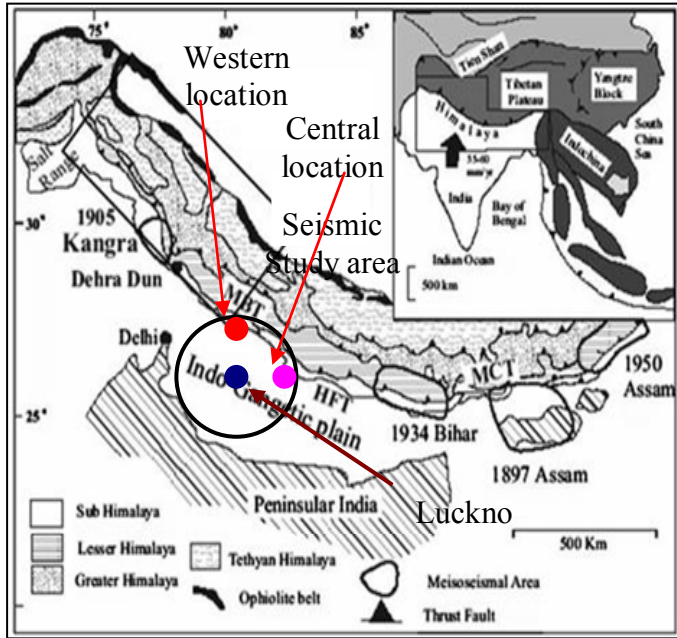 75
80
85
Western
location
Central
location
Seismic
Study area
Salt
Range
30
1905
Kangra
Dehra Dun
MBT
Delhi
Indo Gangetic plain
HFT
MCT
25
1934 Bihar
1897 Assam
1950
Assam
Peninsular India
Luckno
500 Km
Tien Shan
Tibetan
Plateau
Yangtze
Block
Himalaya
Indochina
South
China
Sea
mm/yr
India
Bay of
Bengal
Indian Ocean
500 km
Sub Himalaya
Lesser Himalaya
Greater Himalaya
Tethyan Himalaya
Ophiolite belt
Meisoseismal Area
Thrust Fault